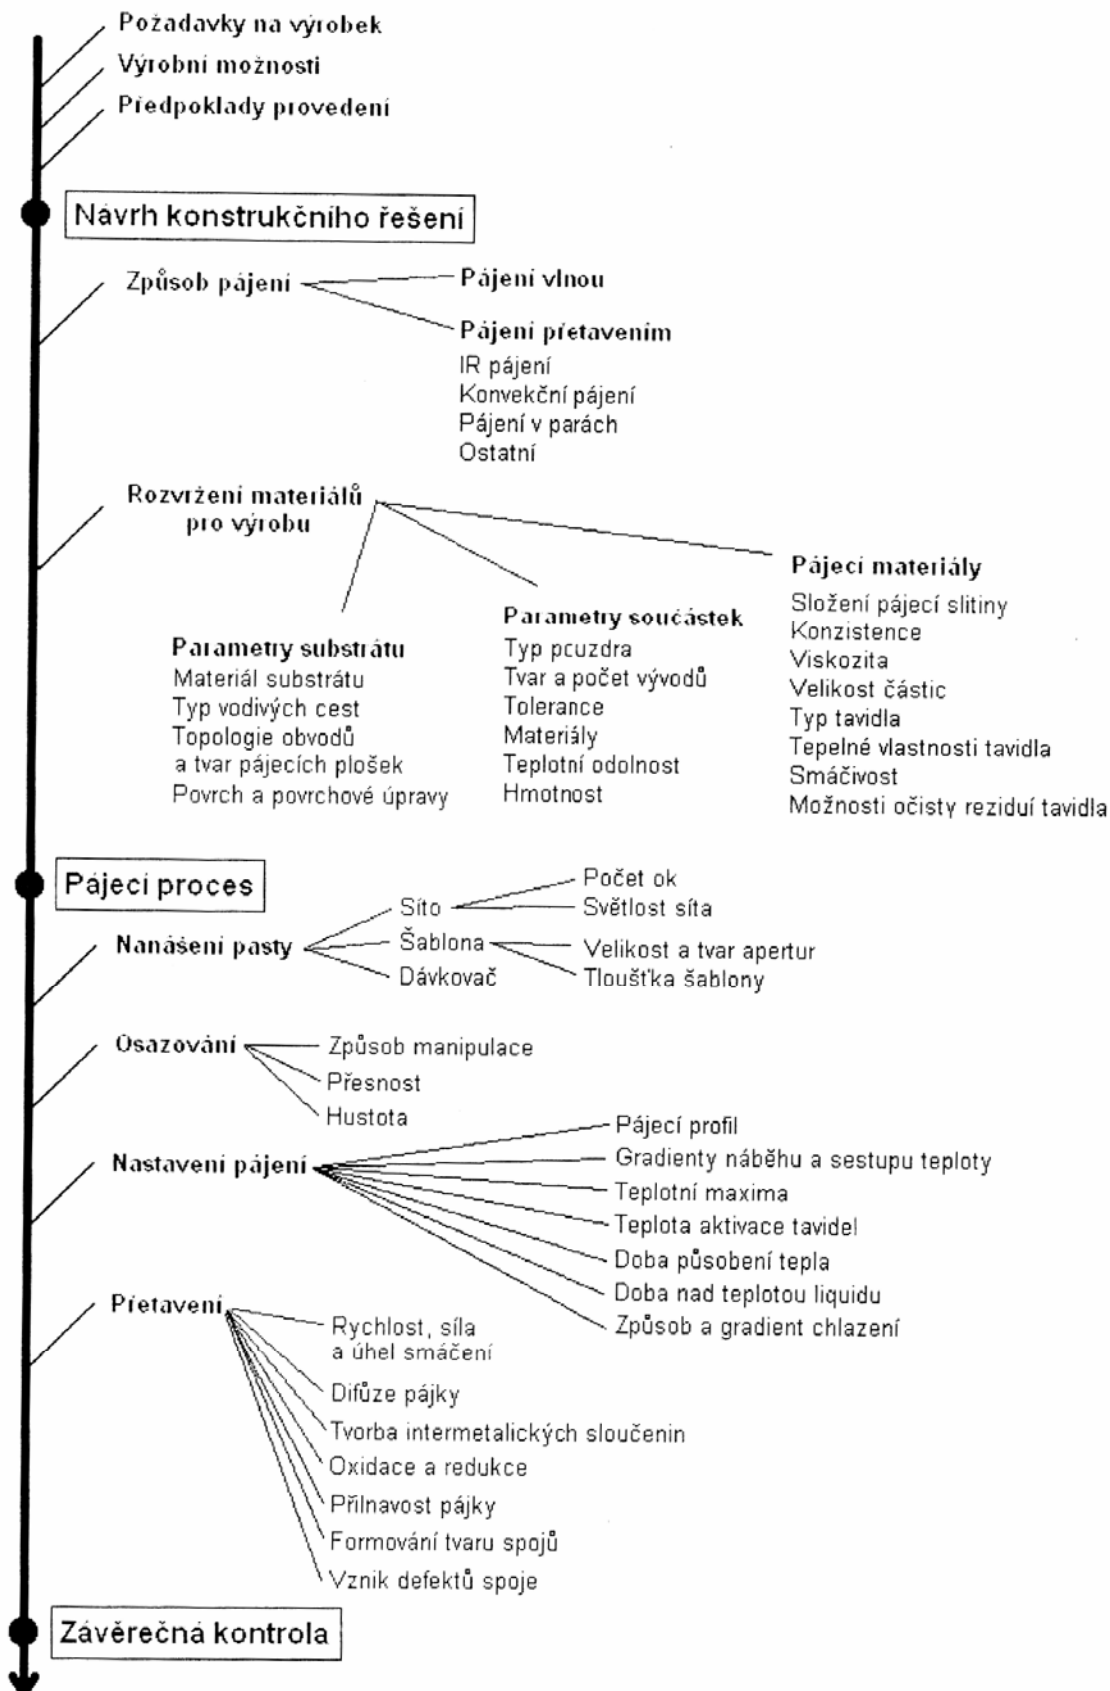 Požadavky na výrobek
Výrobní možnosti
Předpoklady provedení
Návrh konstrukčního řešení
Způsob pájení
Pájení vlnou
Pájení přetavením
IR pájení
Konvekční pájení
Pájení v parách
Ostatní
Rozvržení materiálů
pro výrobu
Parametry substrátu
Materiál substrátu
Typ vodivých cest
Topologie obvodů
a tvar pájecích plošek
Povrch a povrchové úpravy
Parametry součástek
Typ pouzdra
Tvar a počet vývodů
Tolerance
Materiály
Teplotní odolnost
Hmotnost
Pájecí materiály
Složení pájecí slitiny
Konzistence
Viskozita
Velikost částic
Typ tavidla
Tepelné vlastnosti tavidla
Smáčivost
Možnosti očisty reziduí tavidla
Pájecí proces
Nanášení pasty
Síto
Počet ok
Světlost síta
Šablona
Velikost a tvar apertur
Tloušťka šablony
Dávkovač
Osazování
Způsob manipulace
Přesnost
Hustota
Nastavení pájení
Pájecí profil
Gradienty náběhu a sestupu teploty
Teplotní maxima
Teplota aktivace tavidel
Doba působení tepla
Doba nad teplotou liquidu
Způsob a gradient chlazení
Přetavení
Rychlost, síla
a úhel smáčení
Difůze pájky
Tvorba intermetalických sloučenin
Oxidace a redukce
Přilnavost pájky
Formování tvaru spojů
Vznik defektů spoje
Závěrečná kontrola